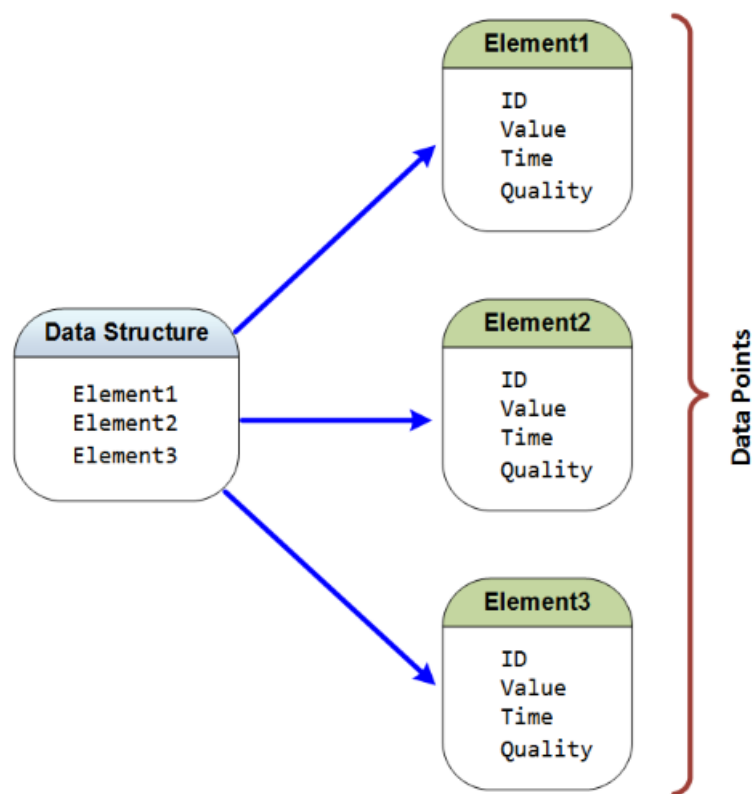 Data Structure
Element1
Element2
Element3
Element1
ID
Value
Time
Quality
Element2
ID
Value
Time
Quality
Element3
ID
Value
Time
Quality
Data Points